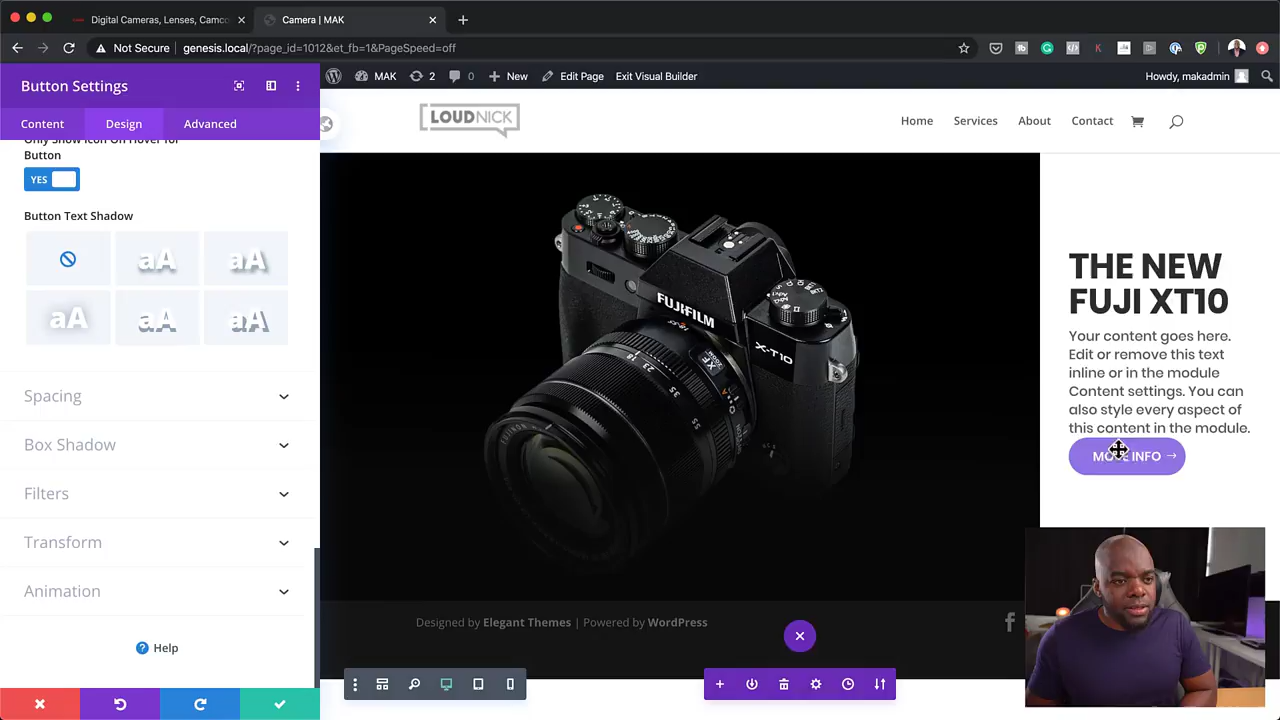 Digital Cameras, Lenses, Camco
Camera | MAK
Not Secure
genesis.local/?page_id=1012&et_fb=1&PageSpeed=off
MAK
2
0
New
Edit Page
Exit Visual Builder
Howdy, makadmin
Button Settings
Content
Design
Advanced
Only Show Icon On Hover for
Button
YES
Button Text Shadow
aA
aA
aA
aA
aA
Spacing
Box Shadow
Filters
Transform
Animation
Help
LOUDNICK
Home
Services
About
Contact
FUJIFILM
X-T10
THE NEW
FUJI XT10
Your content goes here.
Edit or remove this text
inline or in the module
Content settings. You can
also style every aspect of
this content in the module.
MORE INFO
Designed by Elegant Themes | Powered by WordPress